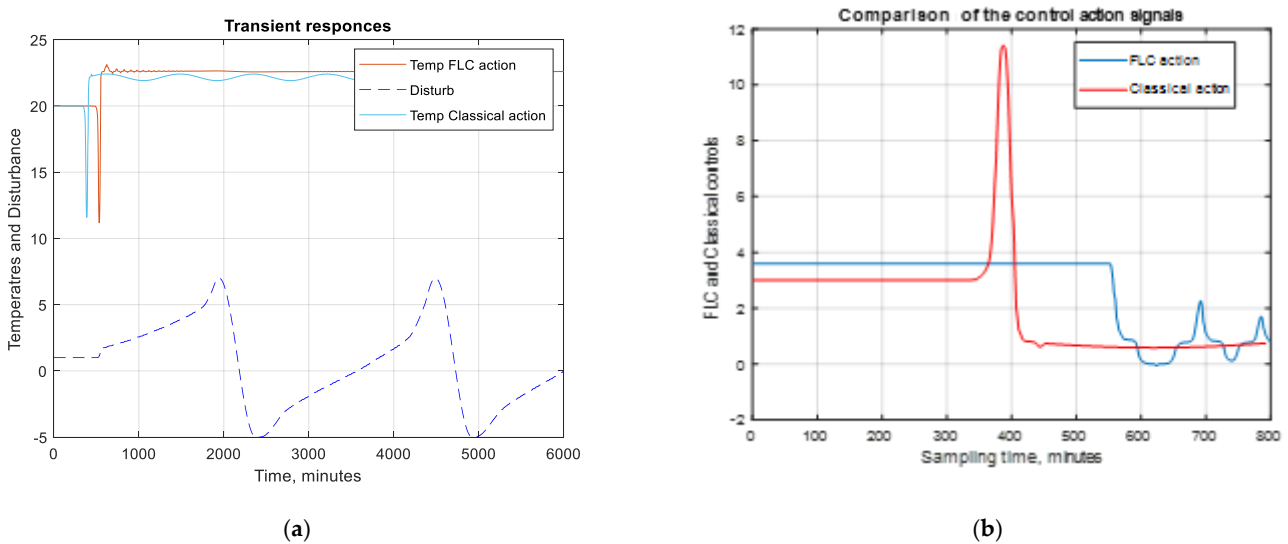 Transient responces
25
20
15
10
5
0
-5
0
1000
2000
3000
4000
5000
6000
Temperatres and Disturbance
Time, minutes
Temp FLC action
Disturb
Temp Classical action
(a)
Comparison of the control action signals
12
10
8
6
4
2
0
-2
0
100
200
300
400
500
600
700
800
FLC and Classical controls
Sampling time, minutes
FLC action
Classical acton
(b)